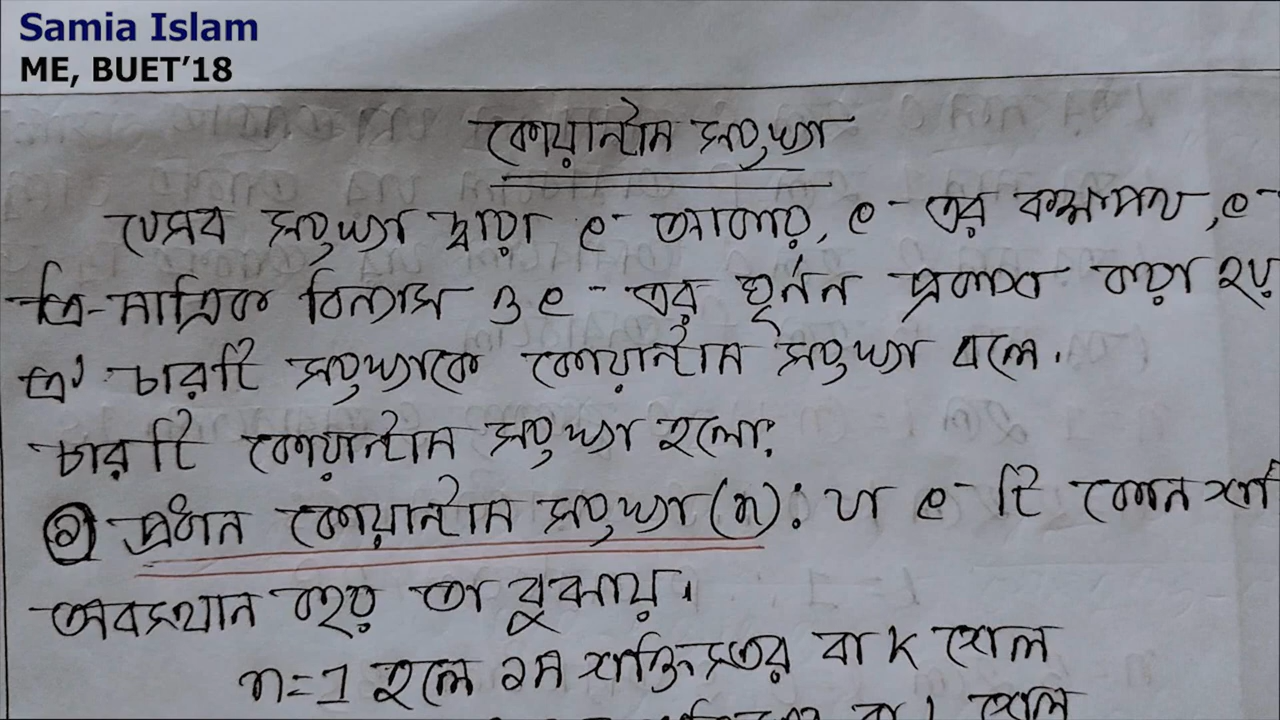 Samia Islam
ME, BUET'18
কোয়ান্টাম সংখ্যা
যেসব সংখ্যা দ্বারা e⁻ আকার, e⁻ এর কক্ষপথ, e⁻
ত্রি-মাত্রিক বিন্যাস ও e⁻ এর ঘূর্ণন প্রকাশ করা হয়
ঐ চারটি সংখ্যাকে কোয়ান্টাম সংখ্যা বলে।
চারটি কোয়ান্টাম সংখ্যা হলো:
① প্রধান কোয়ান্টাম সংখ্যা (n): যা e⁻ টি কোন শক্তি
অবস্থান করে তা বুঝায়।
n=1 হলে ১ম শক্তিস্তর বা K শেল
শেল